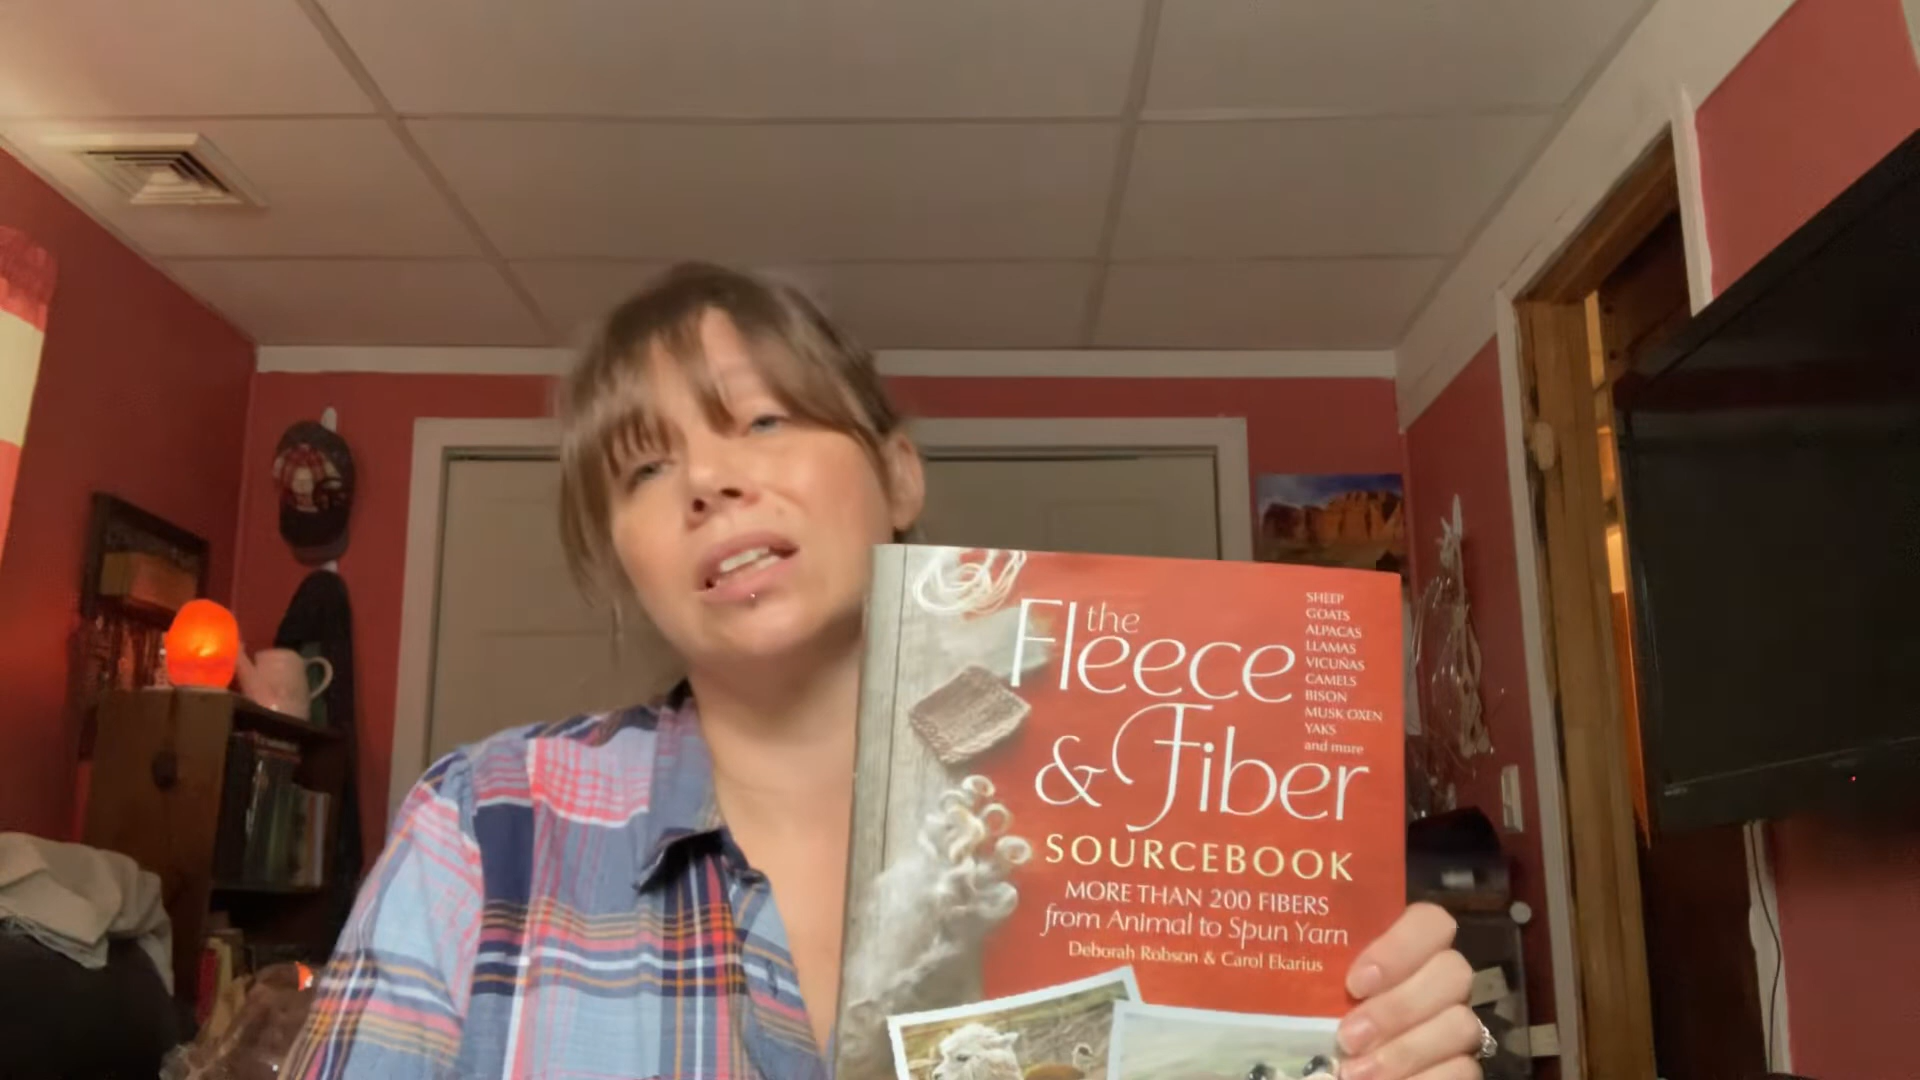 the
Fleece
& Fiber
SOURCEBOOK
MORE THAN 200 FIBERS
from Animal to Spun Yarn
Deborah Robson & Carol Ekarius
SHEEP
GOATS
ALPACAS
LLAMAS
VICUÑAS
CAMELS
BISON
MUSK OXEN
YAKS
and more